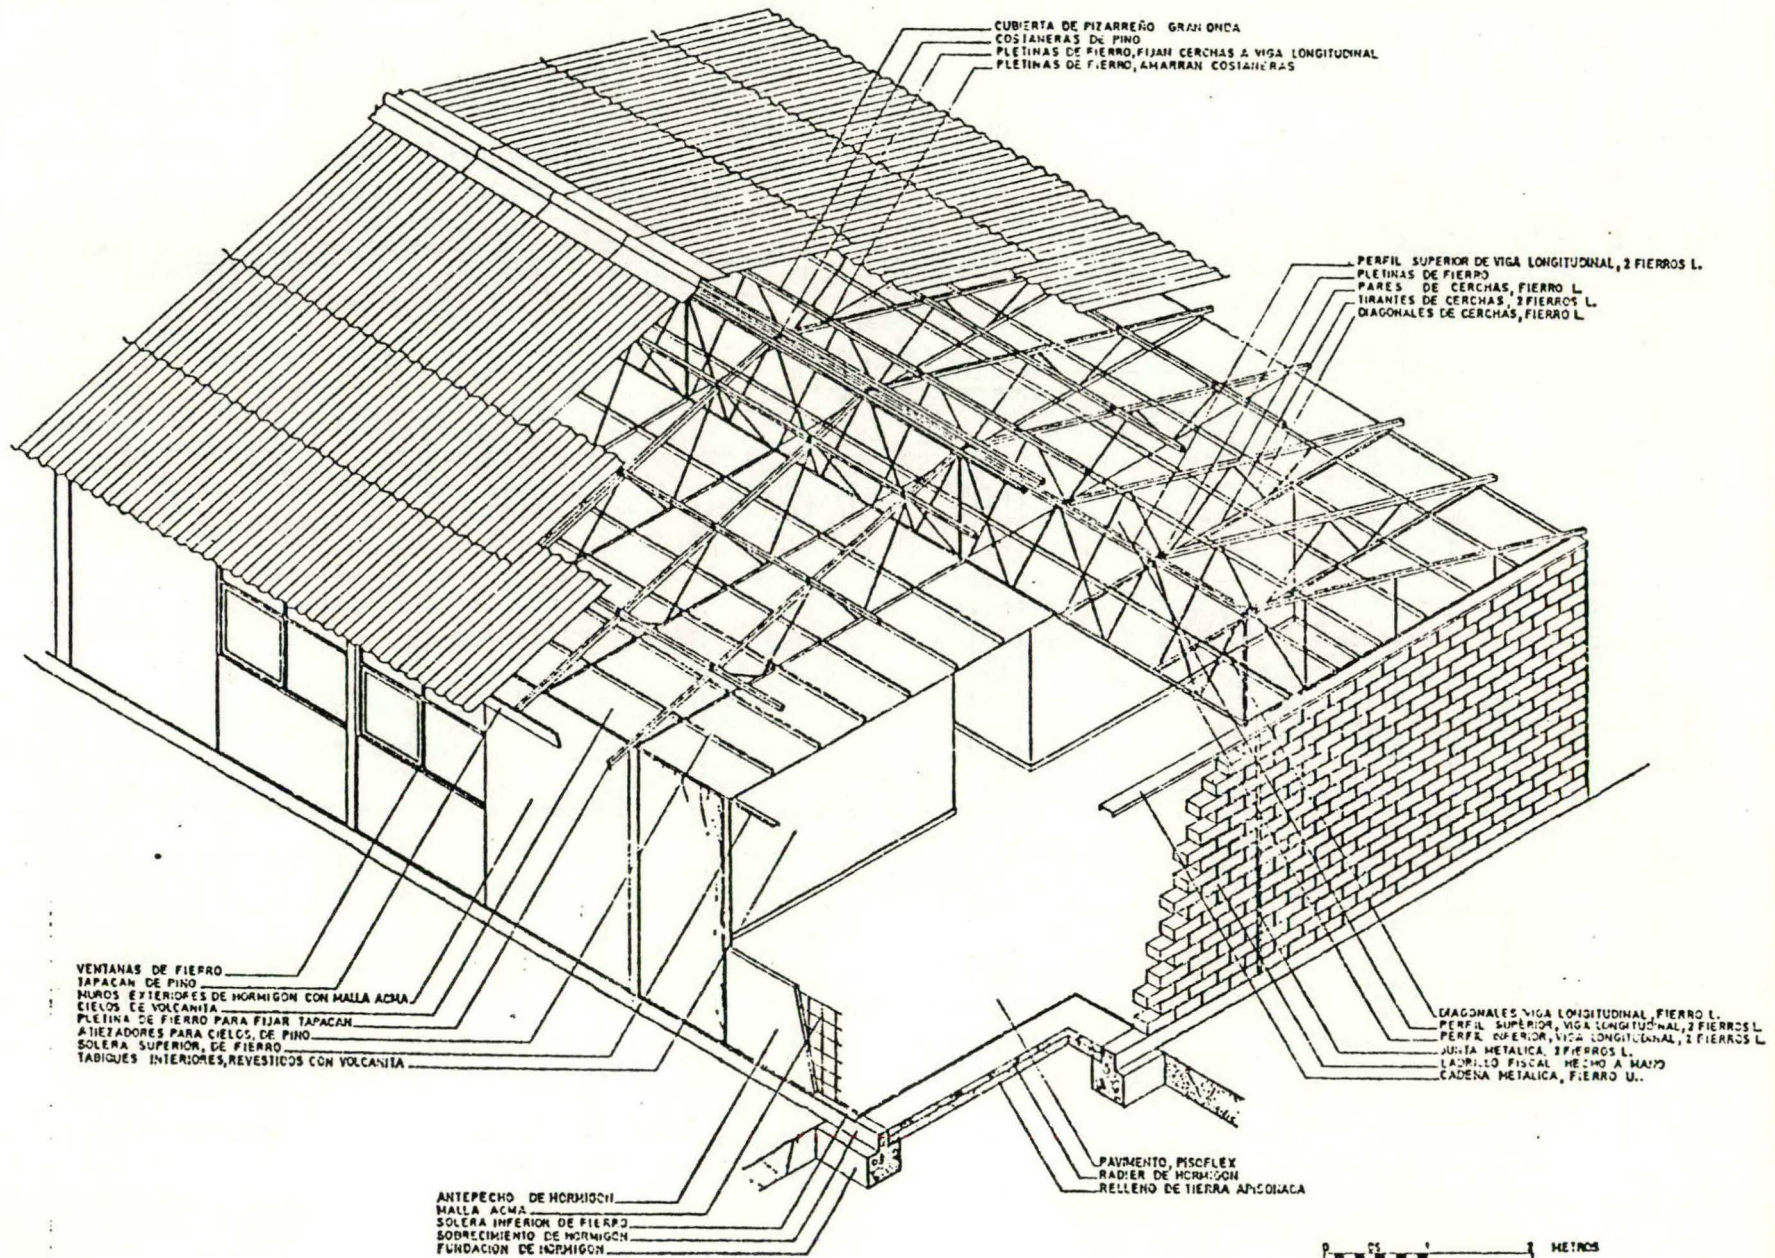 CUBIERTA DE PIZARREÑO GRAN ONDA
COSTANERAS DE PINO
PLETINAS DE FIERRO, FIJAN CERCHAS A VIGA LONGITUDINAL
PLETINAS DE FIERRO, AMARRAN COSTANERAS
PERFIL SUPERIOR DE VIGA LONGITUDINAL, 2 FIERROS L.
PLETINAS DE FIERRO
PARES DE CERCHAS, FIERRO L
TIRANTES DE CERCHAS, 2 FIERROS L.
DIAGONALES DE CERCHAS, FIERRO L
VENTANAS DE FIERRO
TAPACAN DE PINO
MUROS EXTERIORES DE HORMIGON CON MALLA ACMA
CIELOS DE VOLCANITA
PLETINA DE FIERRO PARA FIJAR TAPACAN
ATIEZADORES PARA CIELOS, DE PINO
SOLERA SUPERIOR, DE FIERRO
TABIQUES INTERIORES, REVESTIDOS CON VOLCANITA
DIAGONALES VIGA LONGITUDINAL, FIERRO L.
PERFIL SUPERIOR, VIGA LONGITUDINAL, 2 FIERROS L
PERFIL INFERIOR, VIGA LONGITUDINAL, 2 FIERROS L
JUNTA METALICA, 2 FIERROS L.
LADRILLO FISCAL HECHO A MANO
CADENA METALICA, FIERRO U..
PAVIMENTO, PISOFLEX
RADIER DE HORMIGON
RELLENO DE TIERRA APISONADA
ANTEPECHO DE HORMIGON
MALLA ACMA
SOLERA INFERIOR DE FIERRO
SOBRECIMIENTO DE HORMIGON
FUNDACION DE HORMIGON
0 05 1 2 METROS